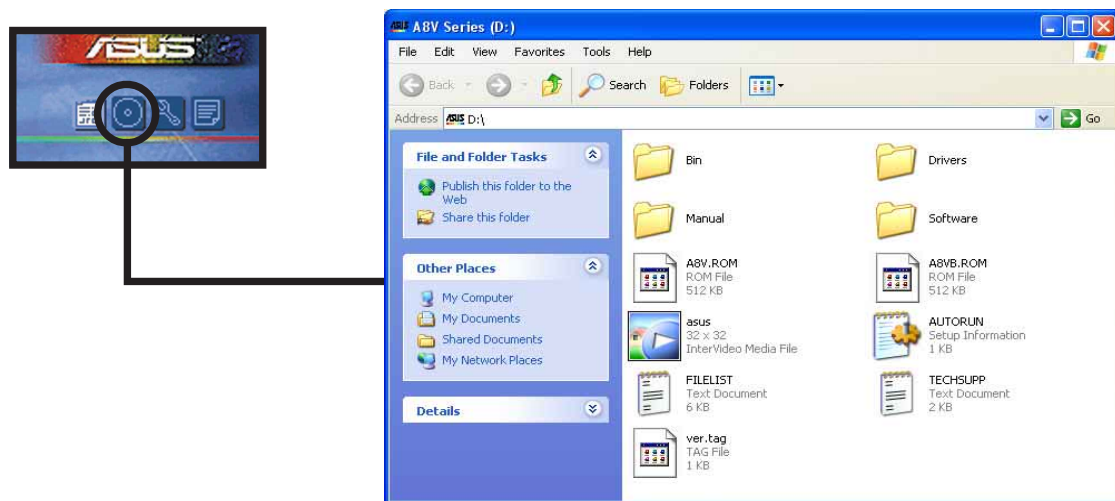 ASUS
A8V Series (D:)
File Edit View Favorites Tools Help
Back Search Folders
Address D:\ Go
File and Folder Tasks
Publish this folder to the
Web
Share this folder
Other Places
My Computer
My Documents
Shared Documents
My Network Places
Details
Bin
Drivers
Manual
Software
A8V.ROM
ROM File
512 KB
A8VB.ROM
ROM File
512 KB
asus
32 x 32
InterVideo Media File
AUTORUN
Setup Information
1 KB
FILELIST
Text Document
6 KB
TECHSUPP
Text Document
2 KB
ver.tag
TAG File
1 KB